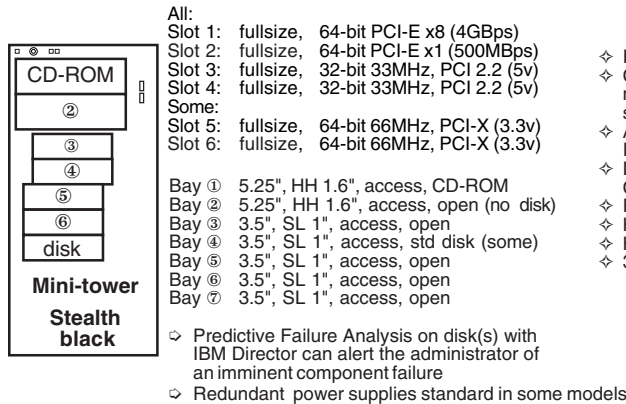 All:
Slot 1: fullsize, 64-bit PCI-E x8 (4GBps)
Slot 2: fullsize, 64-bit PCI-E x1 (500MBps)
Slot 3: fullsize, 32-bit 33MHz, PCI 2.2 (5v)
Slot 4: fullsize, 32-bit 33MHz, PCI 2.2 (5v)
Some:
Slot 5: fullsize, 64-bit 66MHz, PCI-X (3.3v)
Slot 6: fullsize, 64-bit 66MHz, PCI-X (3.3v)
CD-ROM
②
③
④
⑤
⑥
disk
Mini-tower
Stealth
black
Bay ① 5.25", HH 1.6", access, CD-ROM
Bay ② 5.25", HH 1.6", access, open (no disk)
Bay ③ 3.5", SL 1", access, open
Bay ④ 3.5", SL 1", access, std disk (some)
Bay ⑤ 3.5", SL 1", access, open
Bay ⑥ 3.5", SL 1", access, open
Bay ⑦ 3.5", SL 1", access, open
➪ Predictive Failure Analysis on disk(s) with
IBM Director can alert the administrator of
an imminent component failure
➪ Redundant power supplies standard in some models